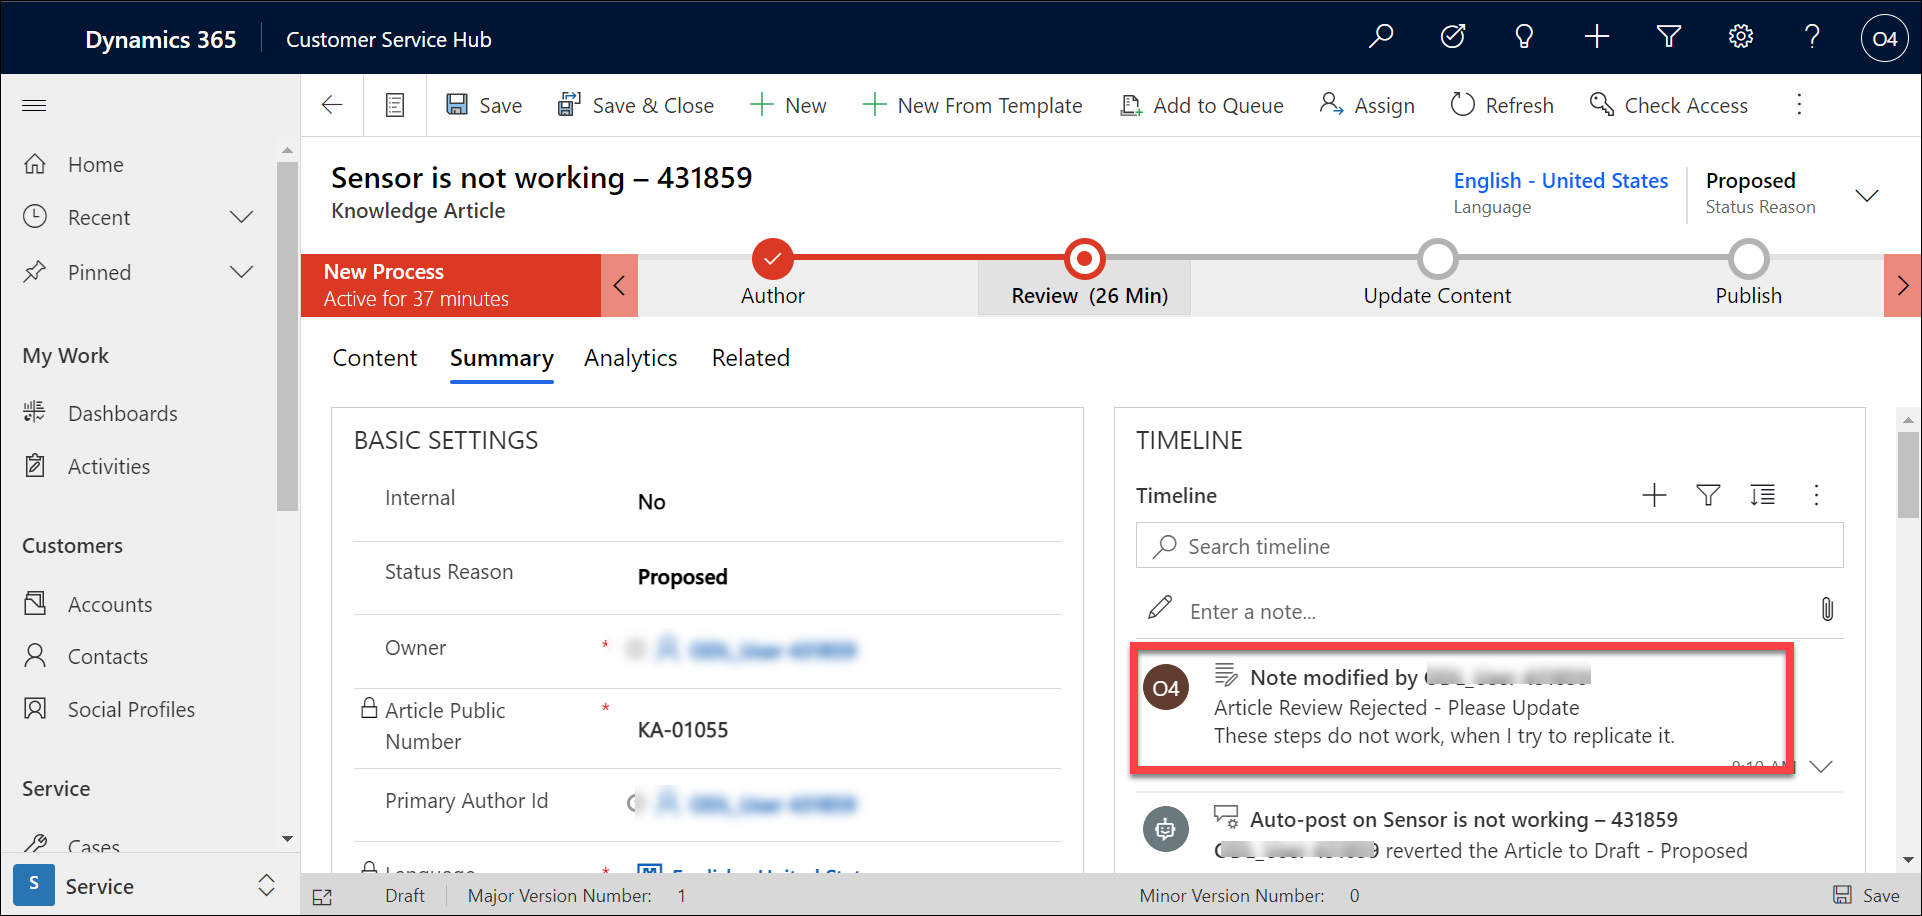 Dynamics 365
Customer Service Hub
O4
Save
Save & Close
New
New From Template
Add to Queue
Assign
Refresh
Check Access
Home
Recent
Pinned
My Work
Dashboards
Activities
Customers
Accounts
Contacts
Social Profiles
Service
Cases
S Service
Sensor is not working – 431859
Knowledge Article
English - United States
Language
Proposed
Status Reason
New Process
Active for 37 minutes
Author
Review (26 Min)
Update Content
Publish
Content
Summary
Analytics
Related
BASIC SETTINGS
Internal
No
Status Reason
Proposed
Owner
*
Article Public
Number
*
KA-01055
Primary Author Id
Language
*
English - United
TIMELINE
Timeline
Search timeline
Enter a note...
O4
Note modified by
Article Review Rejected - Please Update
These steps do not work, when I try to replicate it.
Auto-post on Sensor is not working – 431859
reverted the Article to Draft - Proposed
Draft
Major Version Number: 1
Minor Version Number: 0
Save